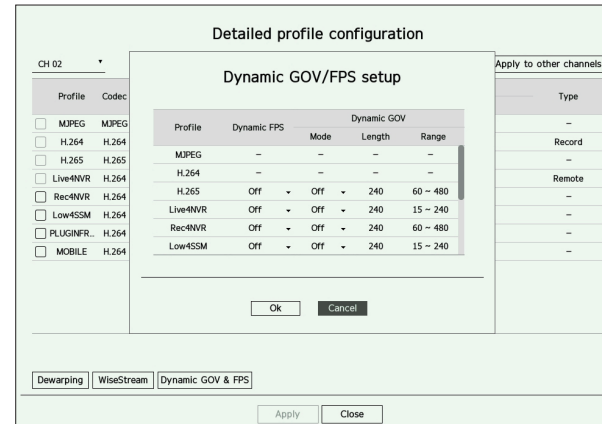 Detailed profile configuration
CH 02
Apply to other channels
Profile Codec Type
MJPEG MJPEG –
H.264 H.264 Record
H.265 H.265 –
Live4NVR H.264 Remote
Rec4NVR H.264 –
Low4SSM H.264 –
PLUGINFR... H.264 –
MOBILE H.264 –
Dynamic GOV/FPS setup
Profile Dynamic FPS Dynamic GOV
Mode Length Range
MJPEG – – – –
H.264 – – – –
H.265 Off Off 240 60 ~ 480
Live4NVR Off Off 240 15 ~ 240
Rec4NVR Off Off 240 60 ~ 480
Low4SSM Off Off 240 15 ~ 240
Ok Cancel
Dewarping WiseStream Dynamic GOV & FPS
Apply Close